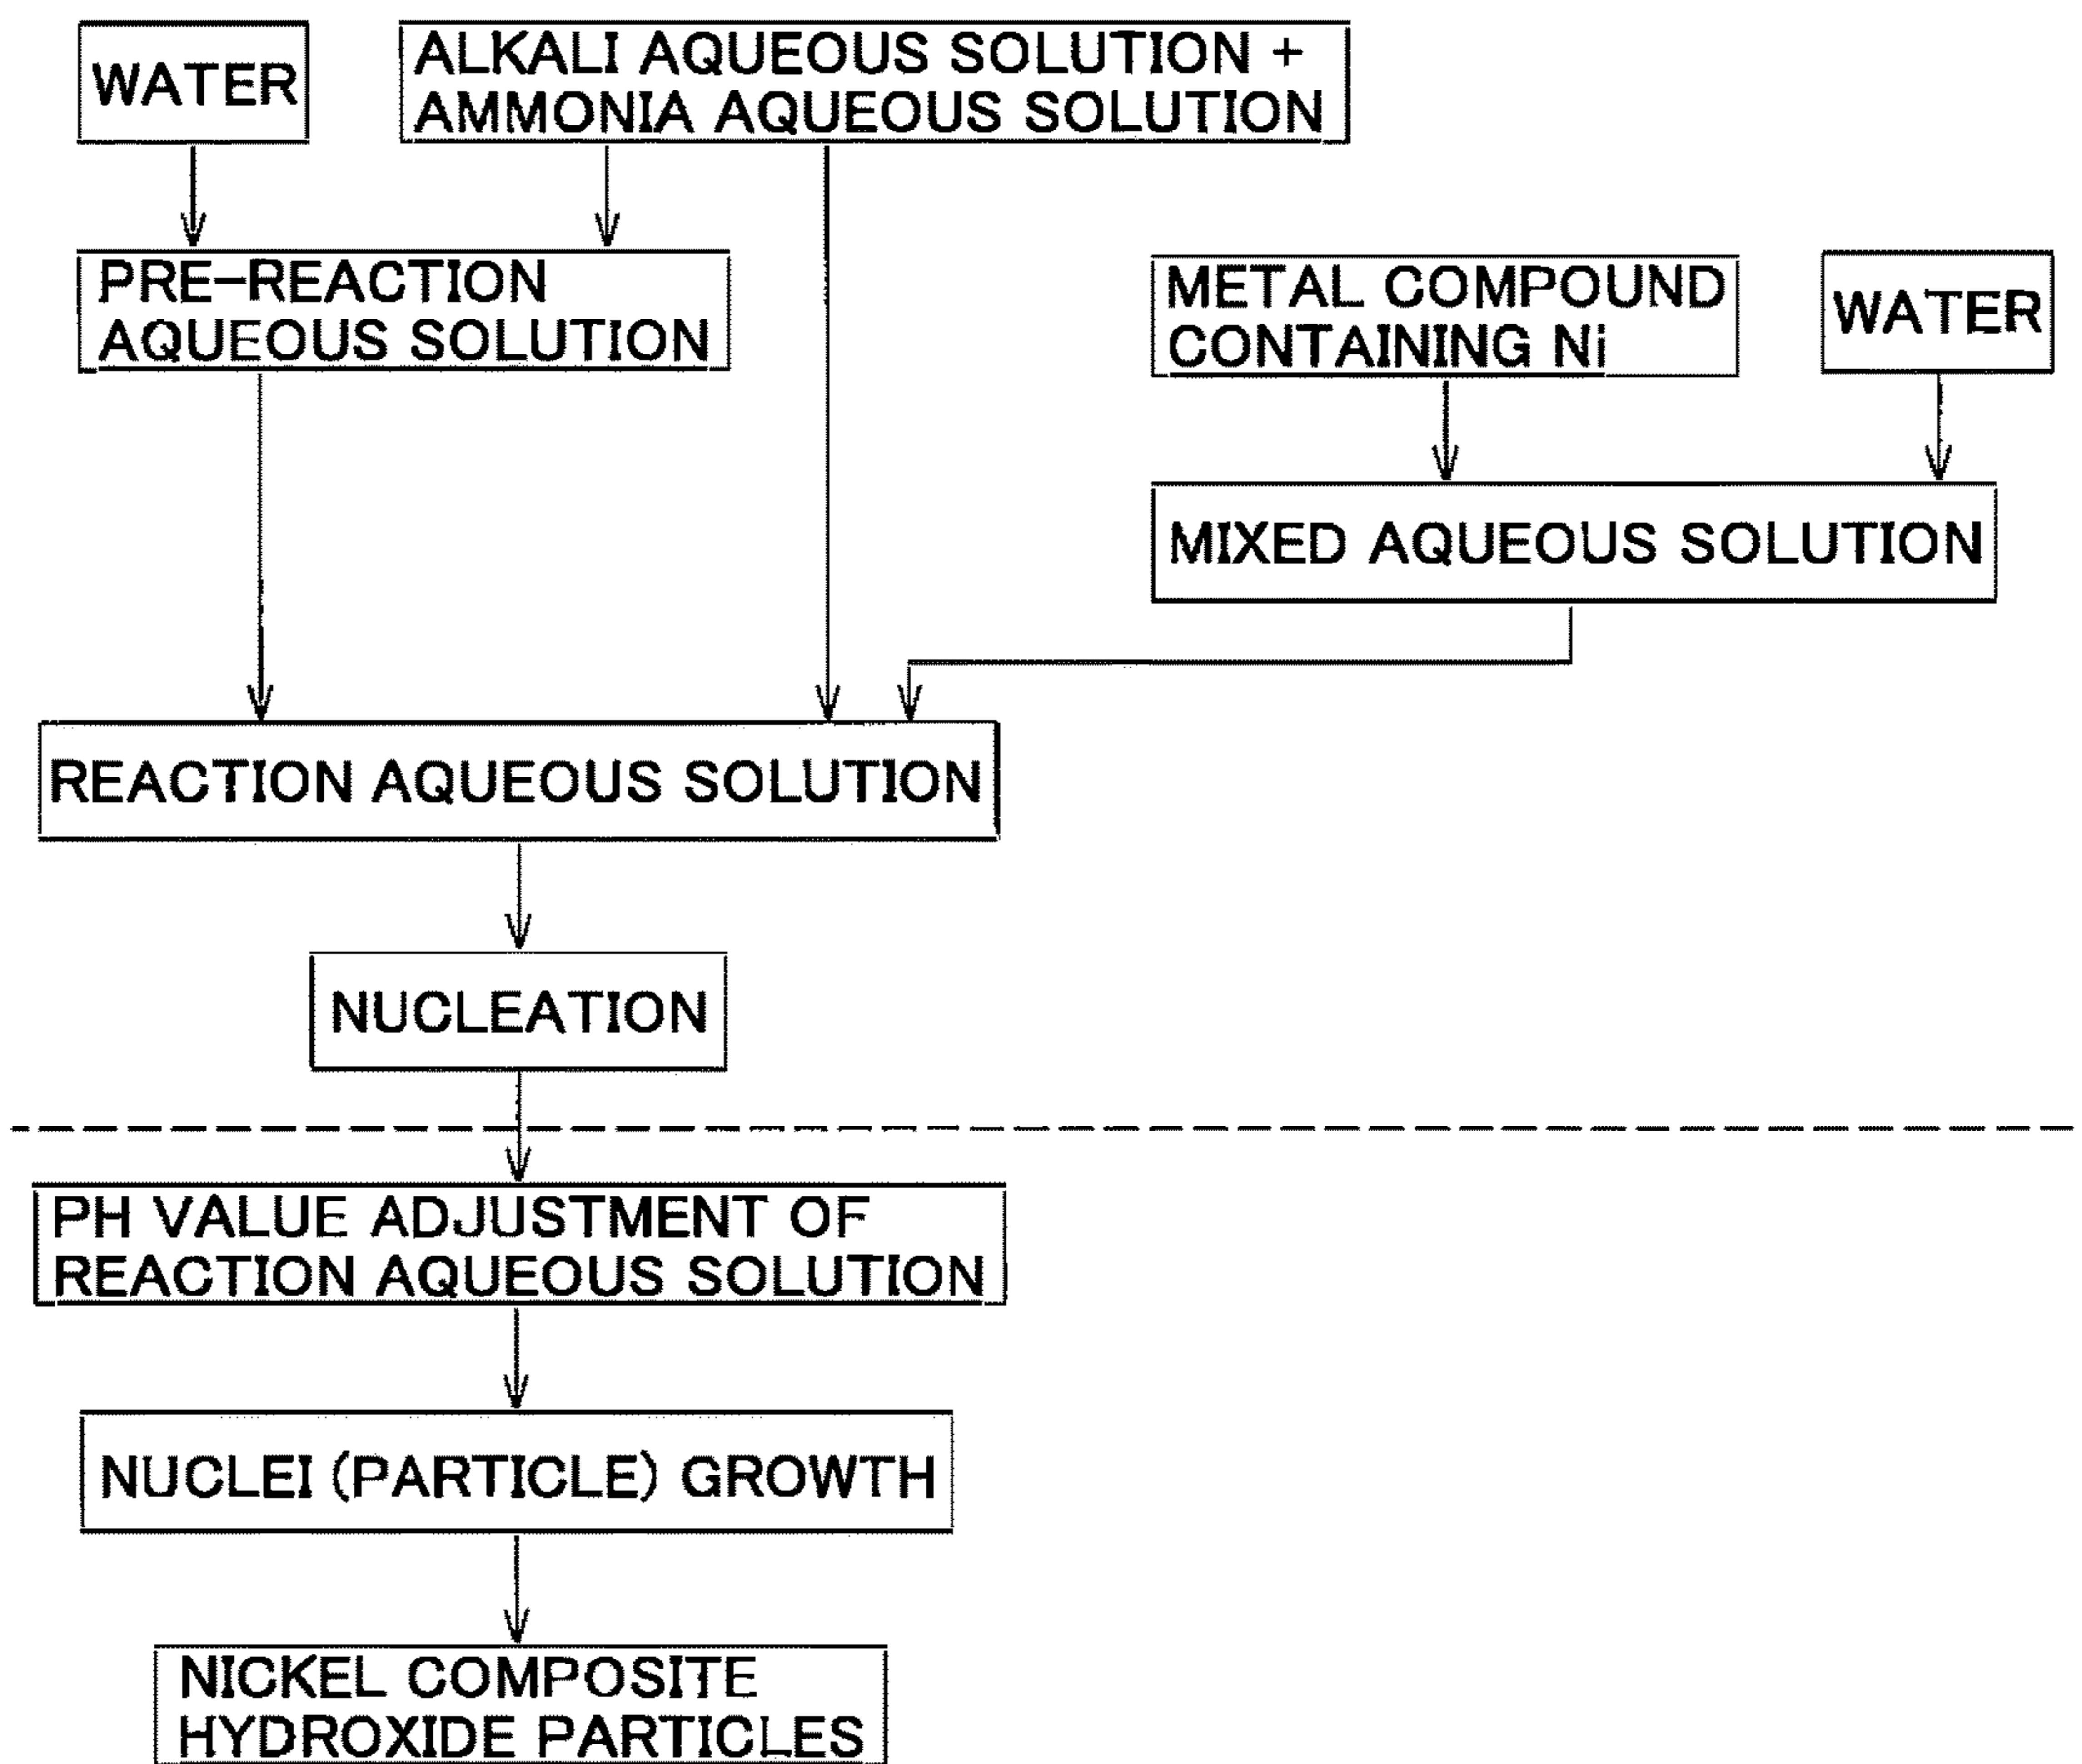 WATER
ALKALI AQUEOUS SOLUTION +
AMMONIA AQUEOUS SOLUTION
PRE-REACTION
AQUEOUS SOLUTION
METAL COMPOUND
CONTAINING Ni
WATER
MIXED AQUEOUS SOLUTION
REACTION AQUEOUS SOLUTION
NUCLEATION
PH VALUE ADJUSTMENT OF
REACTION AQUEOUS SOLUTION
NUCLEI (PARTICLE) GROWTH
NICKEL COMPOSITE
HYDROXIDE PARTICLES